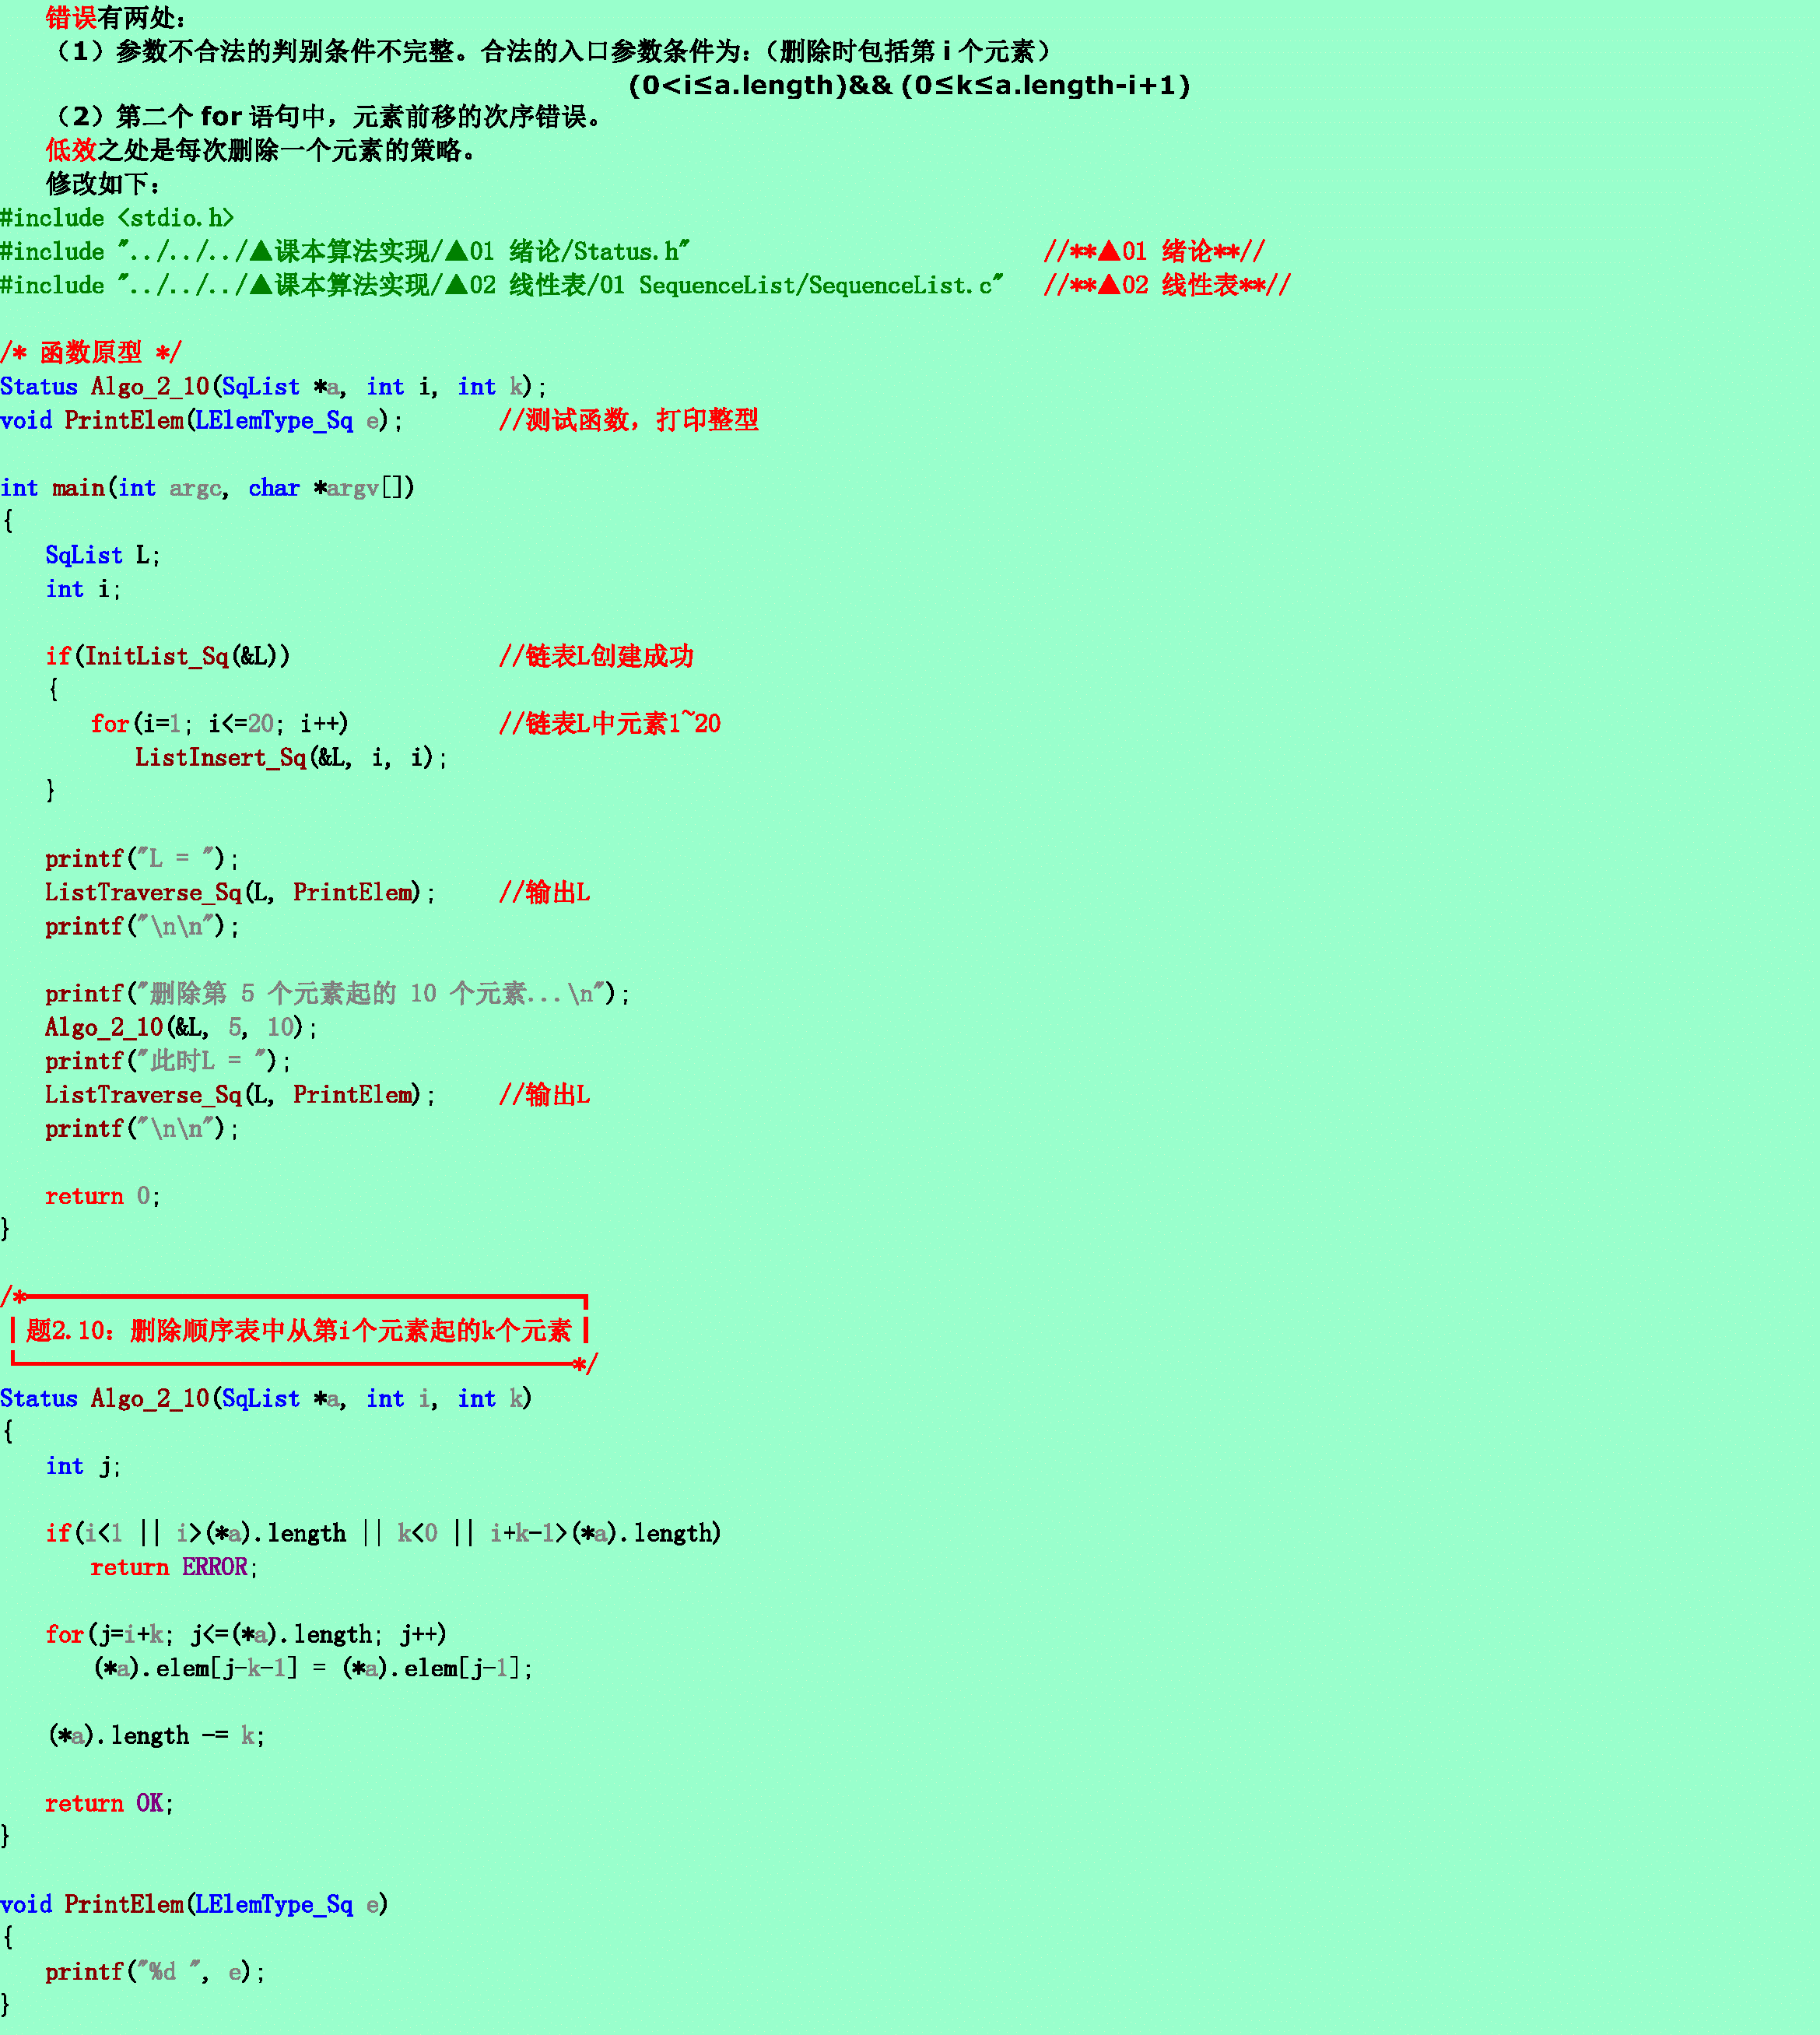 错误有两处：
（1）参数不合法的判别条件不完整。合法的入口参数条件为：（删除时包括第 i 个元素）
(0<i≤a.length)&& (0≤k≤a.length-i+1)
（2）第二个 for 语句中，元素前移的次序错误。
低效之处是每次删除一个元素的策略。
修改如下：
#include <stdio.h>
#include "../../../▲课本算法实现/▲01 绪论/Status.h" //**▲01 绪论**//
#include "../../../▲课本算法实现/▲02 线性表/01 SequenceList/SequenceList.c" //**▲02 线性表**//
/* 函数原型 */
Status Algo_2_10(SqList *a, int i, int k);
void PrintElem(LElemType_Sq e); //测试函数，打印整型
int main(int argc, char *argv[])
{
SqList L;
int i;
if(InitList_Sq(&L)) //链表L创建成功
{
for(i=1; i<=20; i++) //链表L中元素1~20
ListInsert_Sq(&L, i, i);
}
printf("L = ");
ListTraverse_Sq(L, PrintElem); //输出L
printf("\n\n");
printf("删除第 5 个元素起的 10 个元素...\n");
Algo_2_10(&L, 5, 10);
printf("此时L = ");
ListTraverse_Sq(L, PrintElem); //输出L
printf("\n\n");
return 0;
}
/*━━━━━━━━━━━━━━━━━━━━━━┓
┃题2.10：删除顺序表中从第i个元素起的k个元素┃
┗━━━━━━━━━━━━━━━━━━━━━━*/
Status Algo_2_10(SqList *a, int i, int k)
{
int j;
if(i<1 || i>(*a).length || k<0 || i+k-1>(*a).length)
return ERROR;
for(j=i+k; j<=(*a).length; j++)
(*a).elem[j-k-1] = (*a).elem[j-1];
(*a).length -= k;
return OK;
}
void PrintElem(LElemType_Sq e)
{
printf("%d ", e);
}